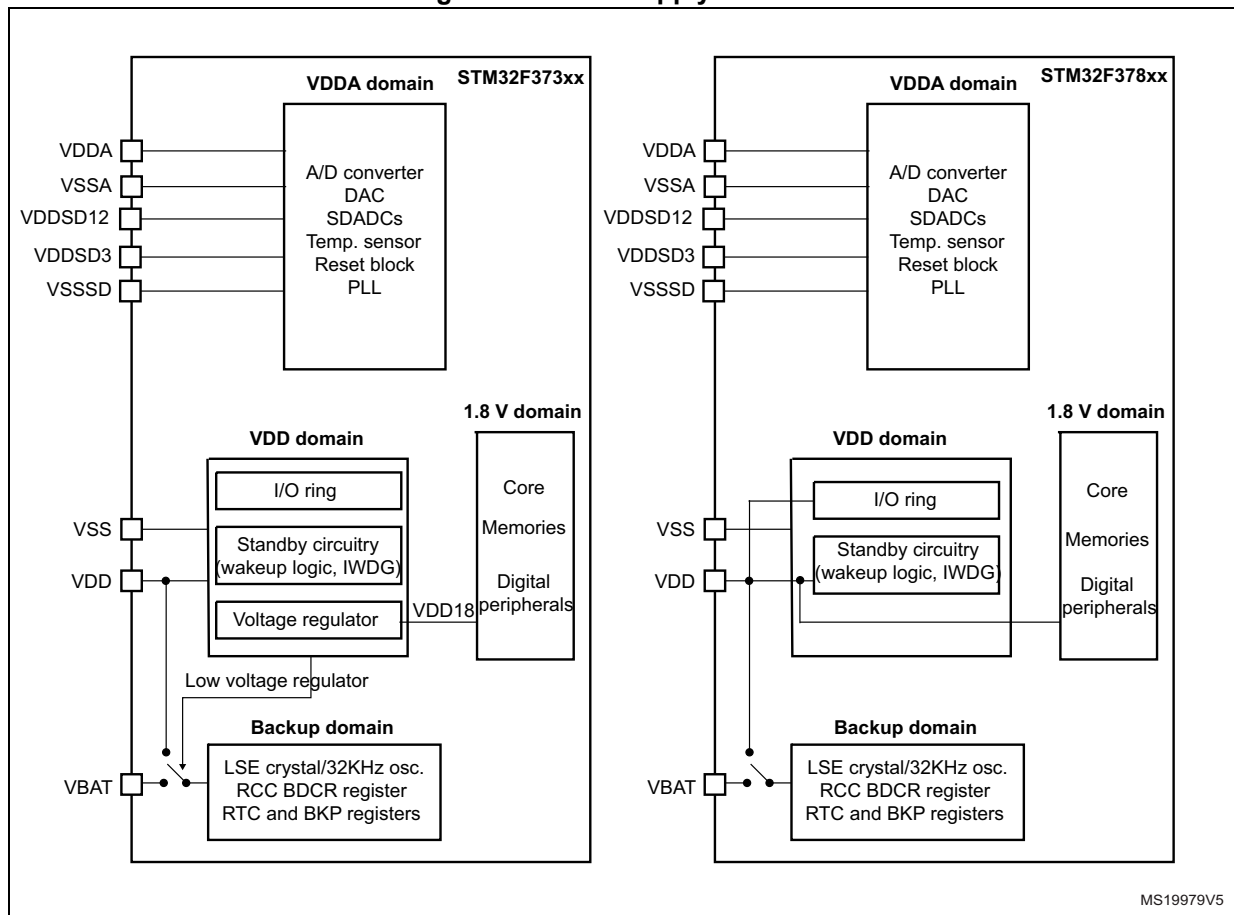 STM32F373xx
VDDA domain
VDDA
VSSA
VDDSD12
VDDSD3
VSSSD
A/D converter
DAC
SDADCs
Temp. sensor
Reset block
PLL
1.8 V domain
VDD domain
I/O ring
Standby circuitry
(wakeup logic, IWDG)
Voltage regulator
VDD18
Core
Memories
Digital
peripherals
VSS
VDD
Low voltage regulator
Backup domain
VBAT
LSE crystal/32KHz osc.
RCC BDCR register
RTC and BKP registers
STM32F378xx
VDDA domain
VDDA
VSSA
VDDSD12
VDDSD3
VSSSD
A/D converter
DAC
SDADCs
Temp. sensor
Reset block
PLL
1.8 V domain
VDD domain
I/O ring
Standby circuitry
(wakeup logic, IWDG)
Core
Memories
Digital
peripherals
VSS
VDD
Backup domain
VBAT
LSE crystal/32KHz osc.
RCC BDCR register
RTC and BKP registers
MS19979V5